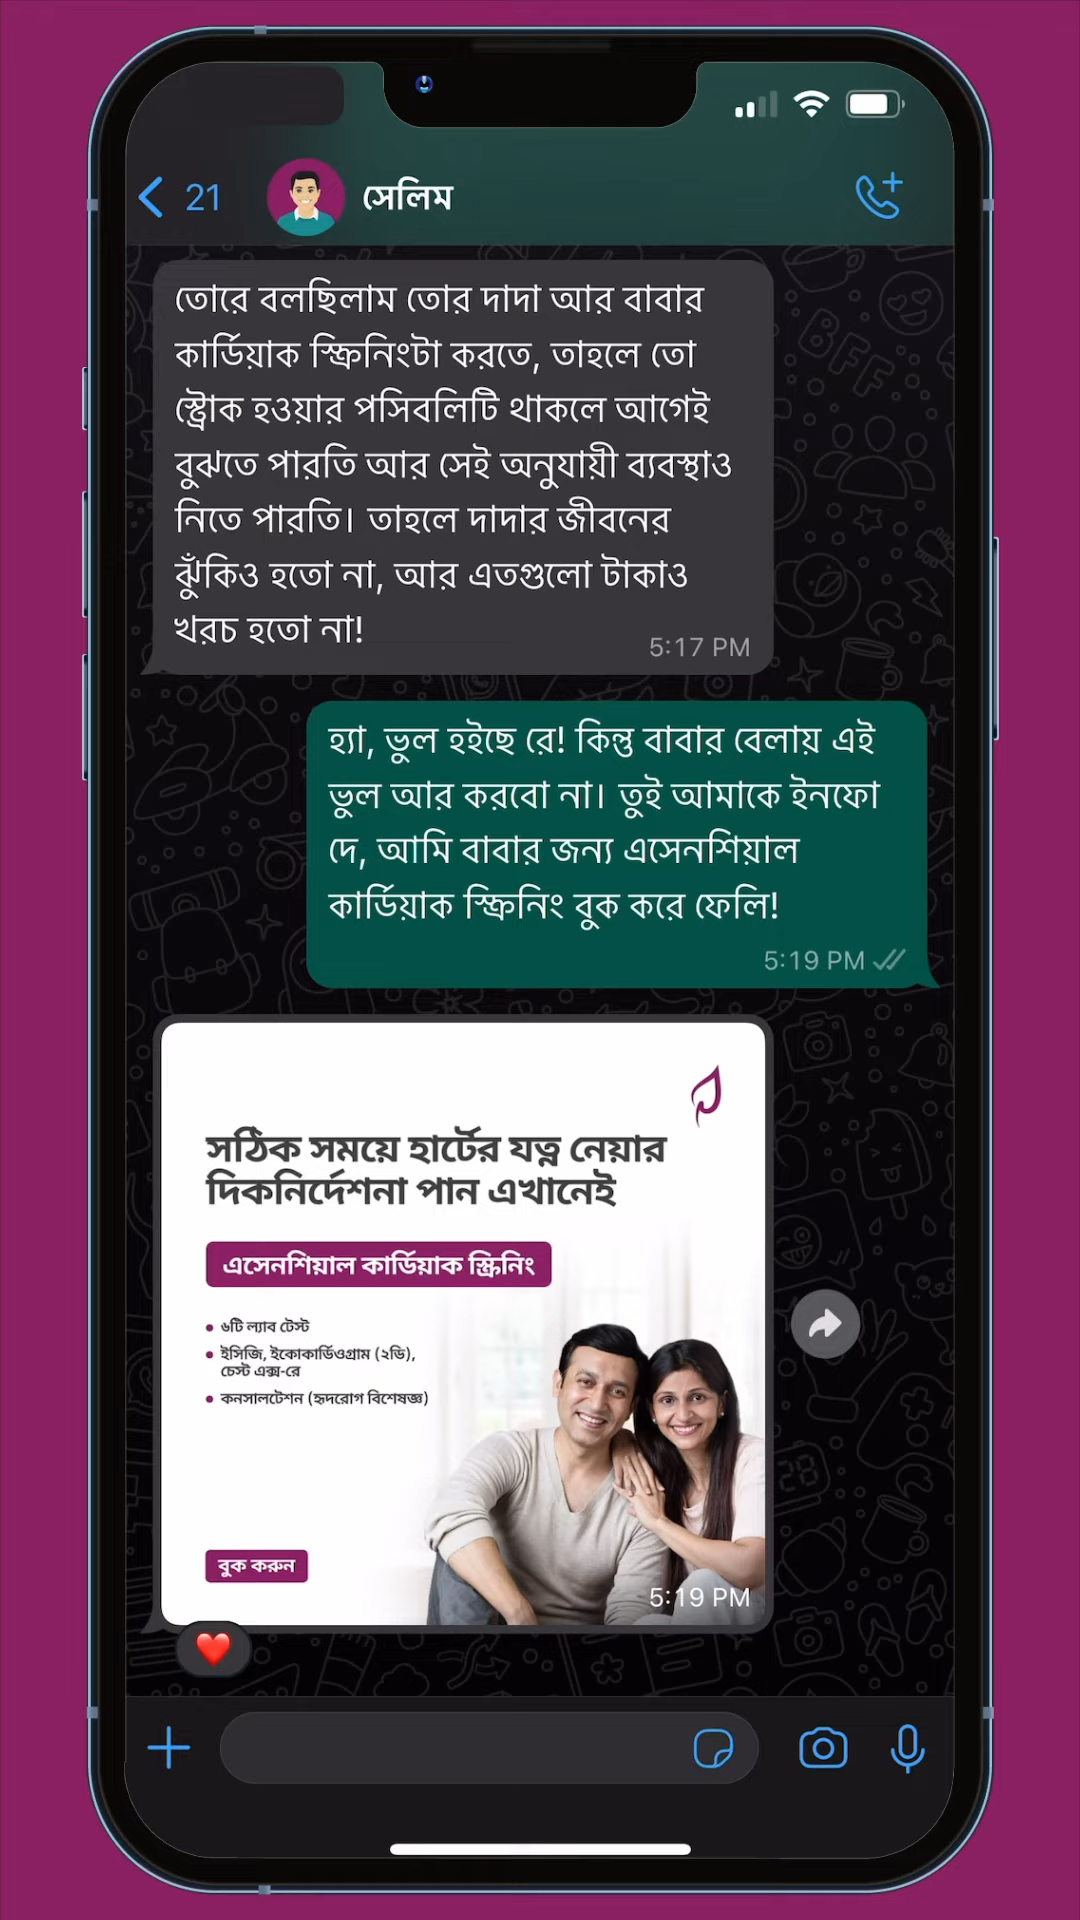 21
সেলিম
তোরে বলছিলাম তোর দাদা আর বাবার
কার্ডিয়াক স্ক্রিনিংটা করতে, তাহলে তো
স্ট্রোক হওয়ার পসিবলিটি থাকলে আগেই
বুঝতে পারতি আর সেই অনুযায়ী ব্যবস্থাও
নিতে পারতি। তাহলে দাদার জীবনের
ঝুঁকিও হতো না, আর এতগুলো টাকাও
খরচ হতো না!
5:17 PM
হ্যা, ভুল হইছে রে! কিন্তু বাবার বেলায় এই
ভুল আর করবো না। তুই আমাকে ইনফো
দে, আমি বাবার জন্য এসেনশিয়াল
কার্ডিয়াক স্ক্রিনিং বুক করে ফেলি!
5:19 PM
সঠিক সময়ে হার্টের যত্ন নেয়ার
দিকনির্দেশনা পান এখানেই
এসেনশিয়াল কার্ডিয়াক স্ক্রিনিং
• ৬টি ল্যাব টেস্ট
• ইসিজি, ইকোকার্ডিওগ্রাম (২ডি),
চেস্ট এক্স-রে
• কনসালটেশন (হৃদরোগ বিশেষজ্ঞ)
বুক করুন
5:19 PM